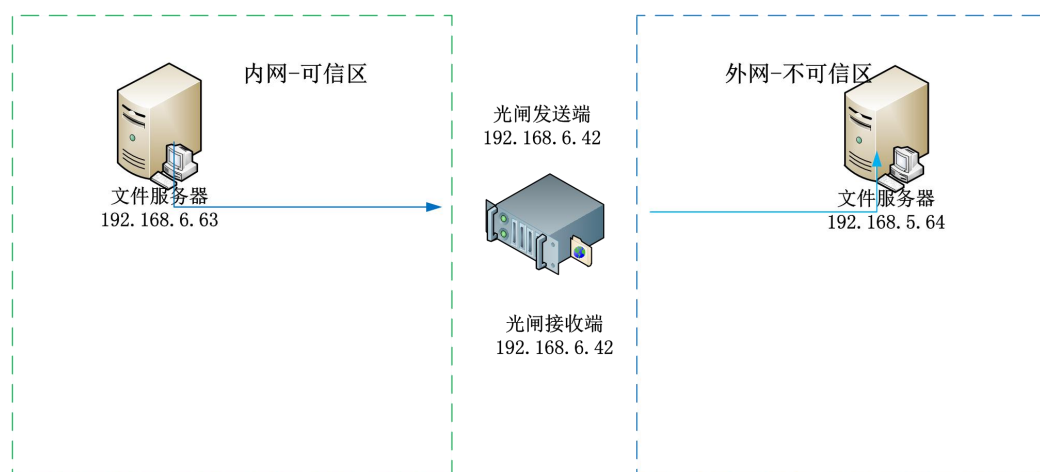 内网-可信区
外网-不可信区
光闸发送端
192.168.6.42
文件服务器
192.168.6.63
文件服务器
192.168.5.64
光闸接收端
192.168.6.42